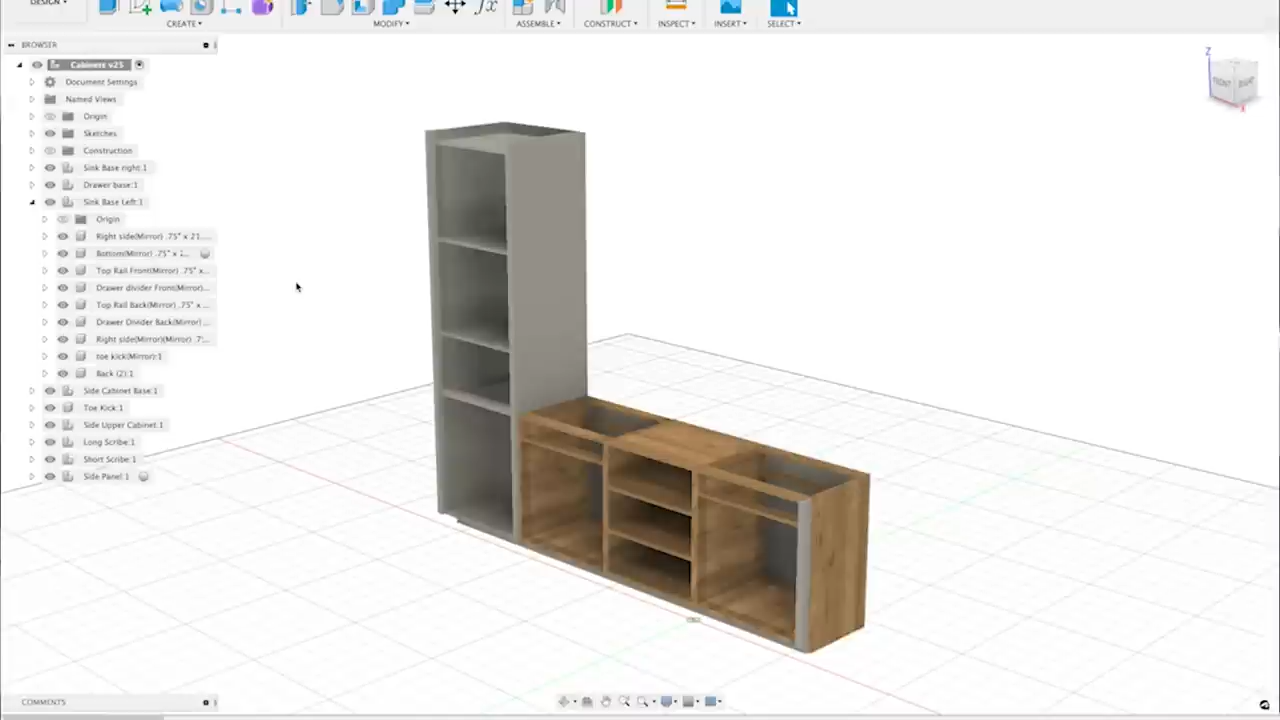 DESIGN ▾
CREATE ▾
MODIFY ▾
ASSEMBLE ▾
CONSTRUCT ▾
INSPECT ▾
INSERT ▾
SELECT ▾
BROWSER
Cabinets v25
Document Settings
Named Views
Origin
Sketches
Construction
Sink Base right:1
Drawer base:1
Sink Base Left:1
Origin
Right side(Mirror) .75" x 21....
Bottom(Mirror) .75" x
Top Rail Front(Mirror) .75" x...
Drawer divider Front(Mirror)...
Top Rail Back(Mirror) .75" x ...
Drawer Divider Back(Mirror) ...
Right side(Mirror)(Mirror) .7'...
toe kick(Mirror):1
Back (2):1
Side Cabinet Base:1
Toe Kick:1
Side Upper Cabinet:1
Long Scribe:1
Short Scribe:1
Side Panel:1
COMMENTS
Z
FRONT
RIGHT
X